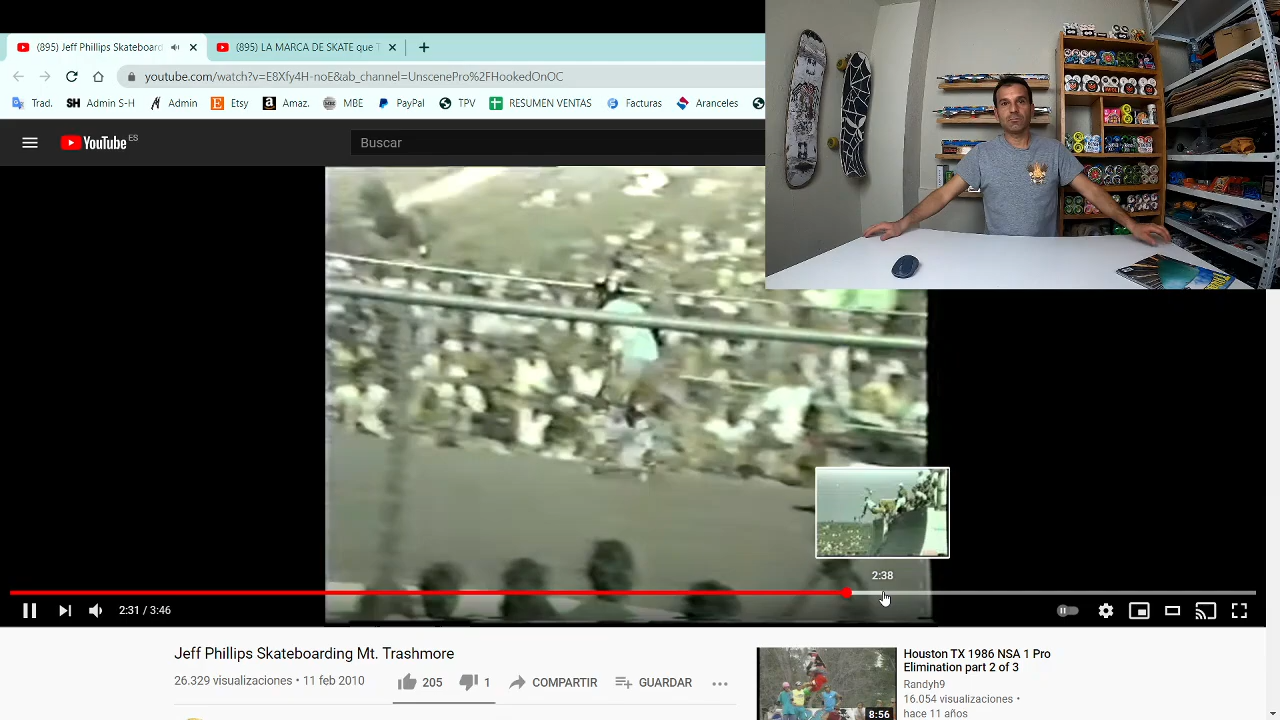 (895) Jeff Phillips Skateboard
(895) LA MARCA DE SKATE que T
youtube.com/watch?v=E8Xfy4H-noE&ab_channel=UnscenePro%2FHookedOnOC
Trad. SH Admin S-H Admin Etsy Amaz. MBE PayPal TPV RESUMEN VENTAS Facturas Aranceles
YouTube ES
Buscar
2:38
2:31 / 3:46
Jeff Phillips Skateboarding Mt. Trashmore
26.329 visualizaciones • 11 feb 2010
205 1 COMPARTIR GUARDAR
8:56
Houston TX 1986 NSA 1 Pro
Elimination part 2 of 3
Randyh9
16.054 visualizaciones •
hace 11 años